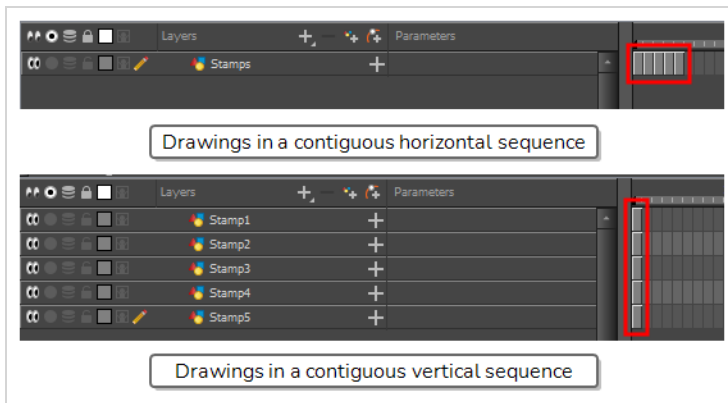 Layers Parameters
Stamps
Drawings in a contiguous horizontal sequence
Layers Parameters
Stamp1
Stamp2
Stamp3
Stamp4
Stamp5
Drawings in a contiguous vertical sequence